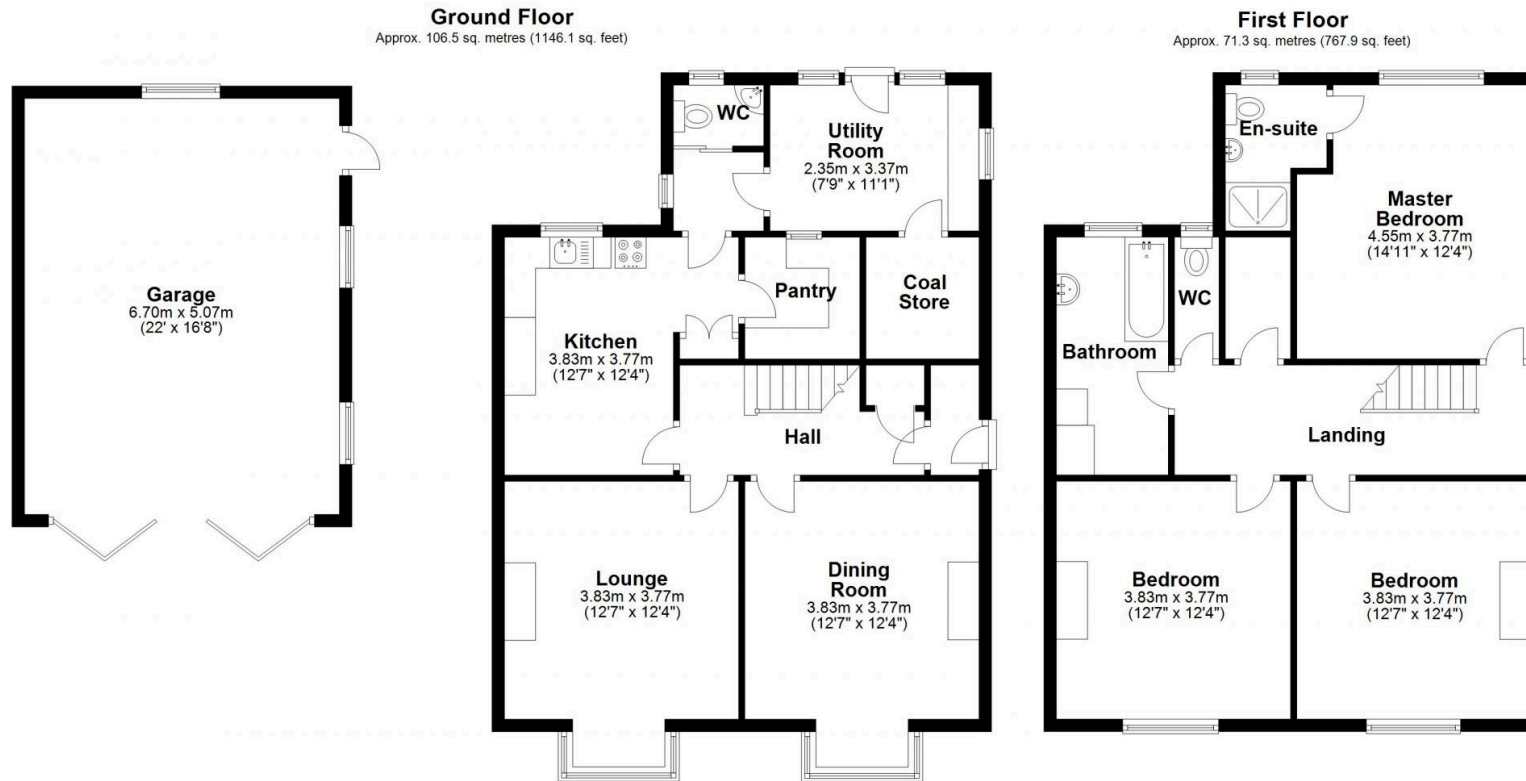 Ground Floor
Approx. 106.5 sq. metres (1146.1 sq. feet)
Garage
6.70m x 5.07m
(22' x 16'8")
WC
Utility
Room
2.35m x 3.37m
(7'9" x 11'1")
Kitchen
3.83m x 3.77m
(12'7" x 12'4")
Pantry
Coal
Store
Hall
Lounge
3.83m x 3.77m
(12'7" x 12'4")
Dining
Room
3.83m x 3.77m
(12'7" x 12'4")
First Floor
Approx. 71.3 sq. metres (767.9 sq. feet)
En-suite
Master
Bedroom
4.55m x 3.77m
(14'11" x 12'4")
WC
Bathroom
Landing
Bedroom
3.83m x 3.77m
(12'7" x 12'4")
Bedroom
3.83m x 3.77m
(12'7" x 12'4")